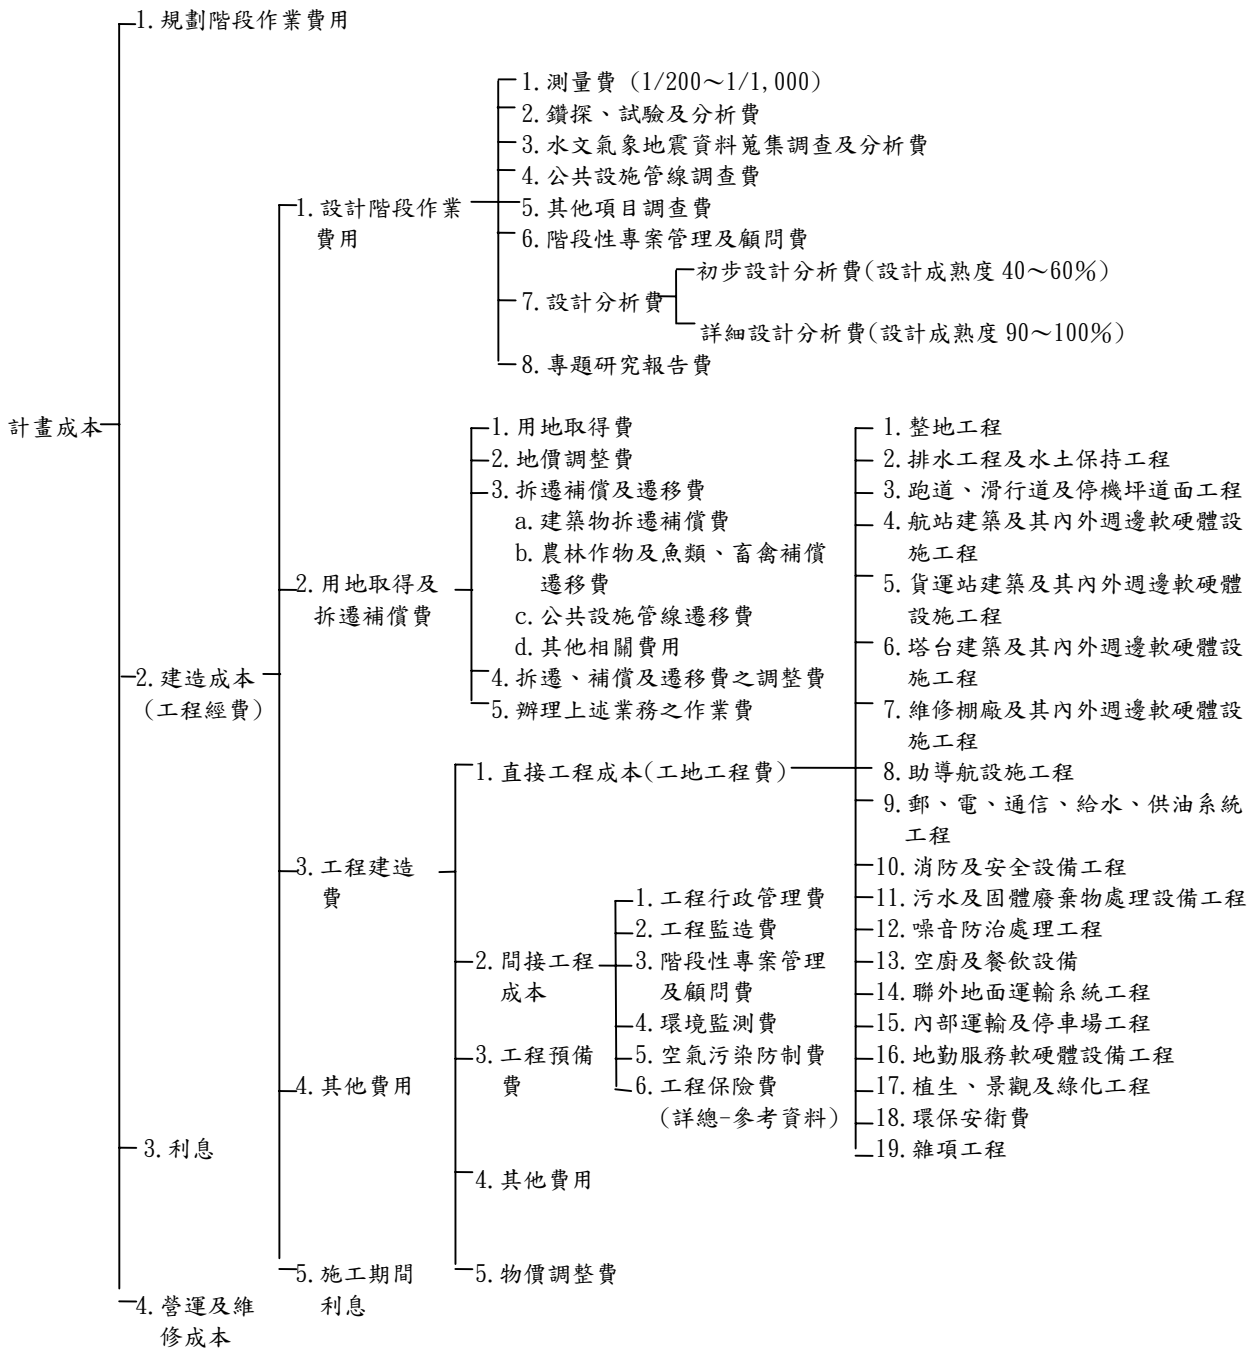 1.規劃階段作業費用
1.測量費 (1/200～1/1,000)
2.鑽探、試驗及分析費
3.水文氣象地震資料蒐集調查及分析費
4.公共設施管線調查費
1.設計階段作業
費用
5.其他項目調查費
6.階段性專案管理及顧問費
初步設計分析費(設計成熟度 40～60%)
7.設計分析費
詳細設計分析費(設計成熟度 90～100%)
8.專題研究報告費
計畫成本
1.用地取得費
2.地價調整費
3.拆遷補償及遷移費
a.建築物拆遷補償費
b.農林作物及魚類、畜禽補償
遷移費
c.公共設施管線遷移費
d.其他相關費用
4.拆遷、補償及遷移費之調整費
5.辦理上述業務之作業費
2.用地取得及
拆遷補償費
2.建造成本
(工程經費)
1.直接工程成本(工地工程費)
1.整地工程
2.排水工程及水土保持工程
3.跑道、滑行道及停機坪道面工程
4.航站建築及其內外週邊軟硬體設
施工程
5.貨運站建築及其內外週邊軟硬體
設施工程
6.塔台建築及其內外週邊軟硬體設
施工程
7.維修棚廠及其內外週邊軟硬體設
施工程
8.助導航設施工程
9.郵、電、通信、給水、供油系統
工程
10.消防及安全設備工程
11.污水及固體廢棄物處理設備工程
12.噪音防治處理工程
13.空廚及餐飲設備
14.聯外地面運輸系統工程
15.內部運輸及停車場工程
16.地勤服務軟硬體設備工程
17.植生、景觀及綠化工程
18.環保安衛費
19.雜項工程
3.工程建造
費
2.間接工程
成本
1.工程行政管理費
2.工程監造費
3.階段性專案管理
及顧問費
4.環境監測費
5.空氣污染防制費
6.工程保險費
(詳總-參考資料)
3.工程預備
費
4.其他費用
3.利息
4.其他費用
5.施工期間
利息
5.物價調整費
4.營運及維
修成本